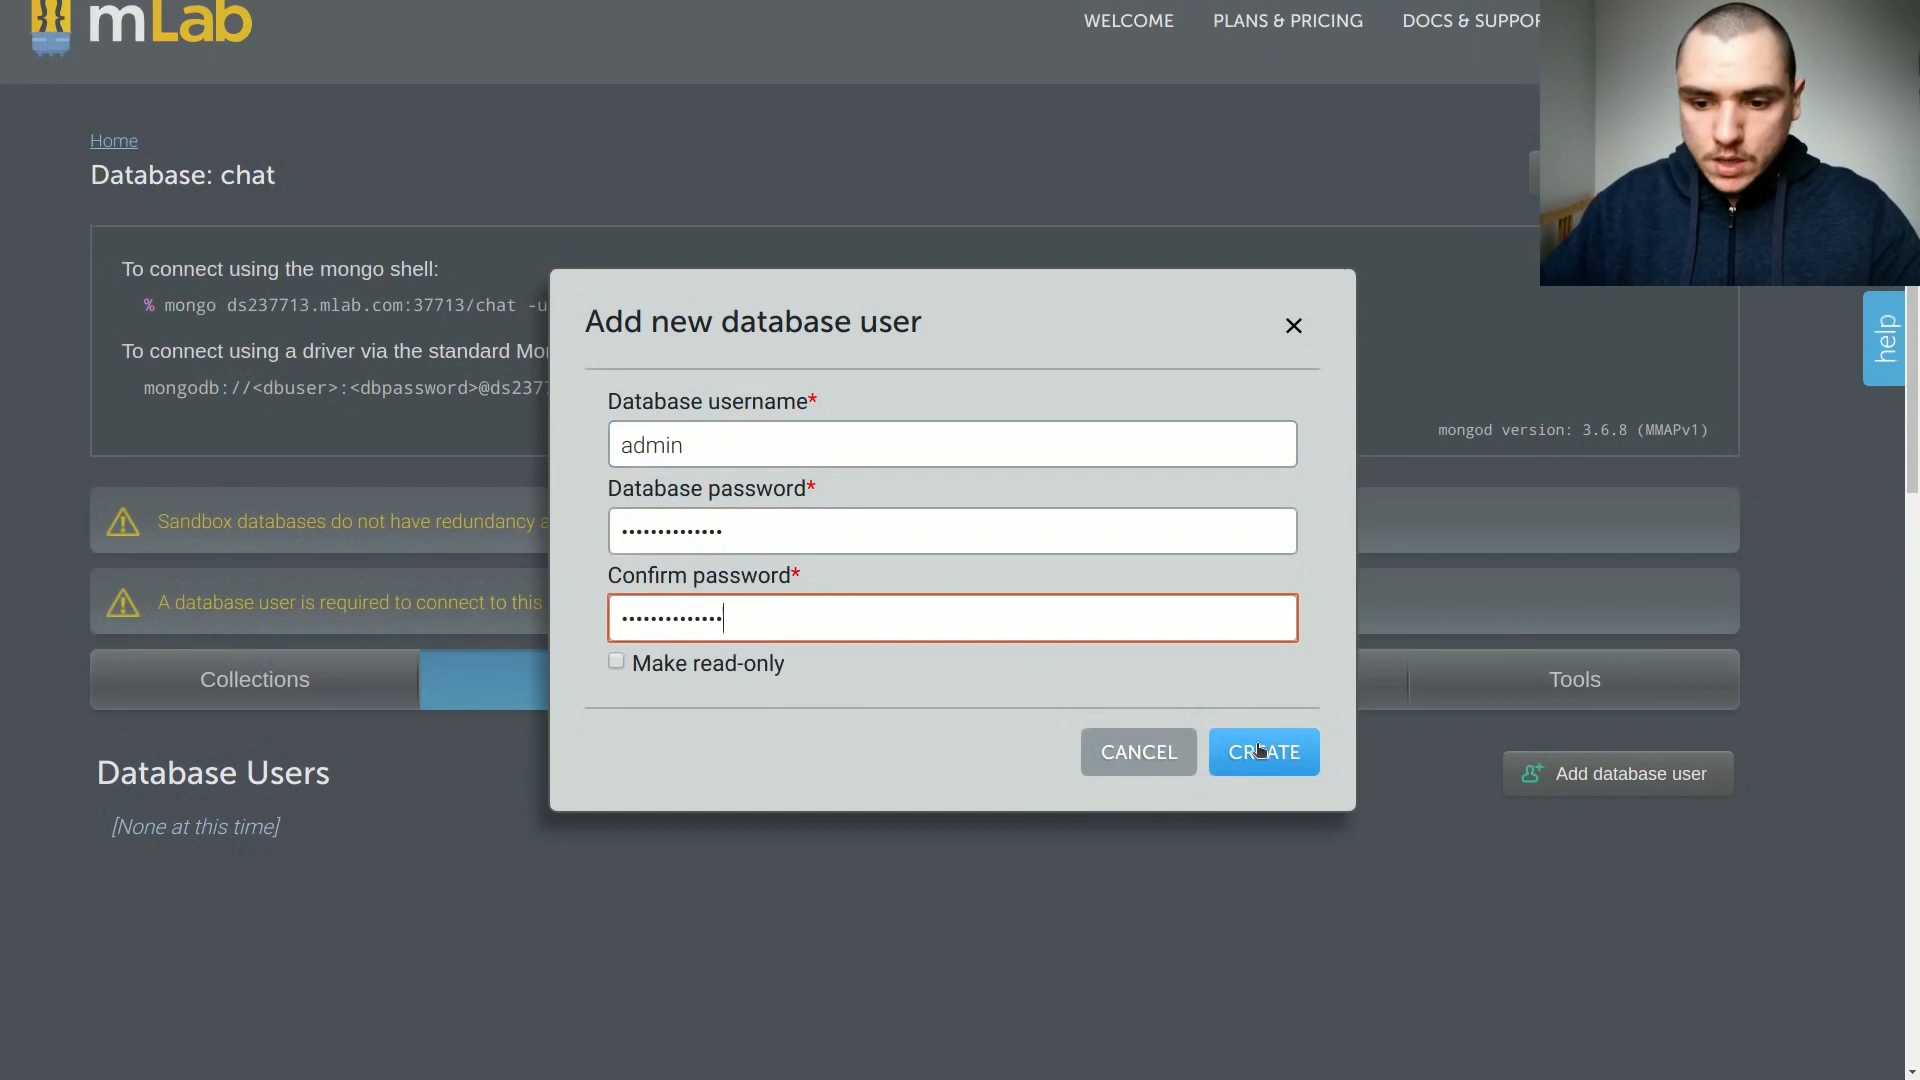 mLab
WELCOME
PLANS & PRICING
DOCS & SUPPOR
Home
Database: chat
To connect using the mongo shell:
% mongo ds237713.mlab.com:37713/chat -u
To connect using a driver via the standard Mo
mongodb://<dbuser>:<dbpassword>@ds2377
mongod version: 3.6.8 (MMAPv1)
Sandbox databases do not have redundancy a
A database user is required to connect to this
Collections
Tools
Database Users
Add database user
[None at this time]
help
Add new database user
×
Database username*
admin
Database password*
••••••••••••••
Confirm password*
••••••••••••••
Make read-only
CANCEL
CREATE